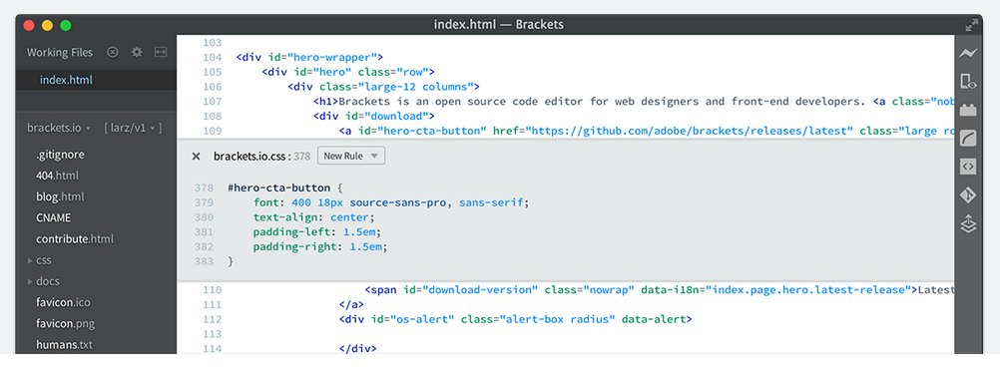 index.html — Brackets
Working Files
index.html
brackets.io
[ larz/v1 ]
.gitignore
404.html
blog.html
CNAME
contribute.html
css
docs
favicon.ico
favicon.png
humans.txt
103
104 <div id="hero-wrapper">
105 <div id="hero" class="row">
106 <div class="large-12 columns">
107 <h1>Brackets is an open source code editor for web designers and front-end developers. <a class="nob
108 <div id="download">
109 <a id="hero-cta-button" href="https://github.com/adobe/brackets/releases/latest" class="large ro
× brackets.io.css : 378 New Rule
378 #hero-cta-button {
379 font: 400 18px source-sans-pro, sans-serif;
380 text-align: center;
381 padding-left: 1.5em;
382 padding-right: 1.5em;
383 }
110 <span id="download-version" class="nowrap" data-i18n="index.page.hero.latest-release">Latest
111 </a>
112 <div id="os-alert" class="alert-box radius" data-alert>
113
114 </div>